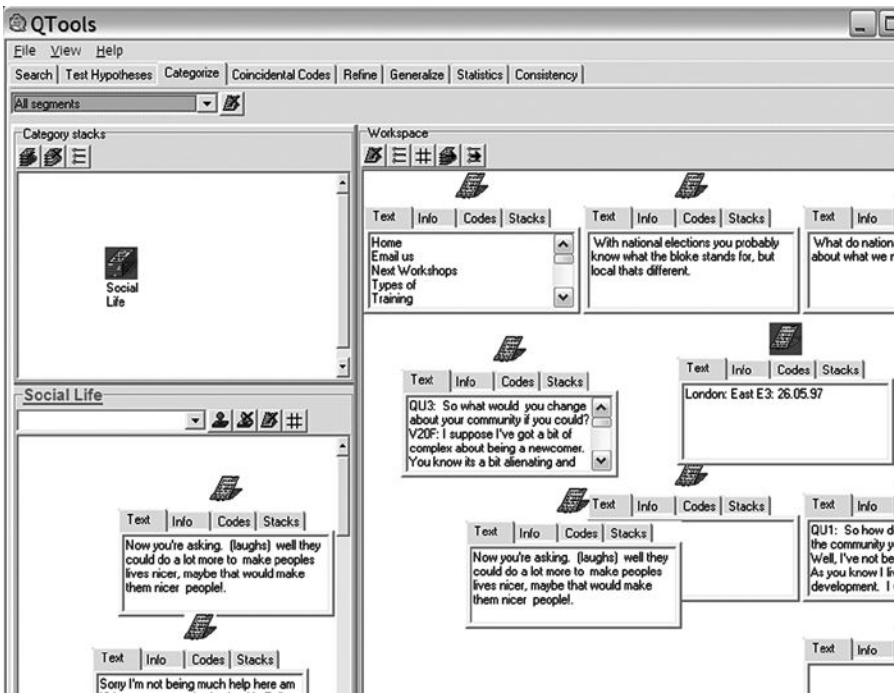 QTools
File View Help
Search Test Hypotheses Categorize Coincidental Codes Refine Generalize Statistics Consistency
All segments
Category stacks
Social
Life
Workspace
Text Info Codes Stacks
Home
Email us
Next Workshops
Types of
Training
Text Info Codes Stacks
With national elections you probably
know what the bloke stands for, but
local thats different.
Text Info
What do nation
about what we
Text Info Codes Stacks
QU3: So what would you change
about your community if you could?
V20F: I suppose I've got a bit of
complex about being a newcomer.
You know its a bit alienating and
Text Info Codes Stacks
London: East E3: 26.05.97
Text Info Codes Stacks
Text Info Codes Stacks
Now you're asking. (laughs) well they
could do a lot more to make peoples
lives nicer, maybe that would make
them nicer people!.
Text Info
QU1: So how d
the community y
Well, I've not be
As you know I li
development. I
Text Info
Social Life
Text Info Codes Stacks
Now you're asking. (laughs) well they
could do a lot more to make peoples
lives nicer, maybe that would make
them nicer people!.
Text Info Codes Stacks
Sorry I'm not being much help here am